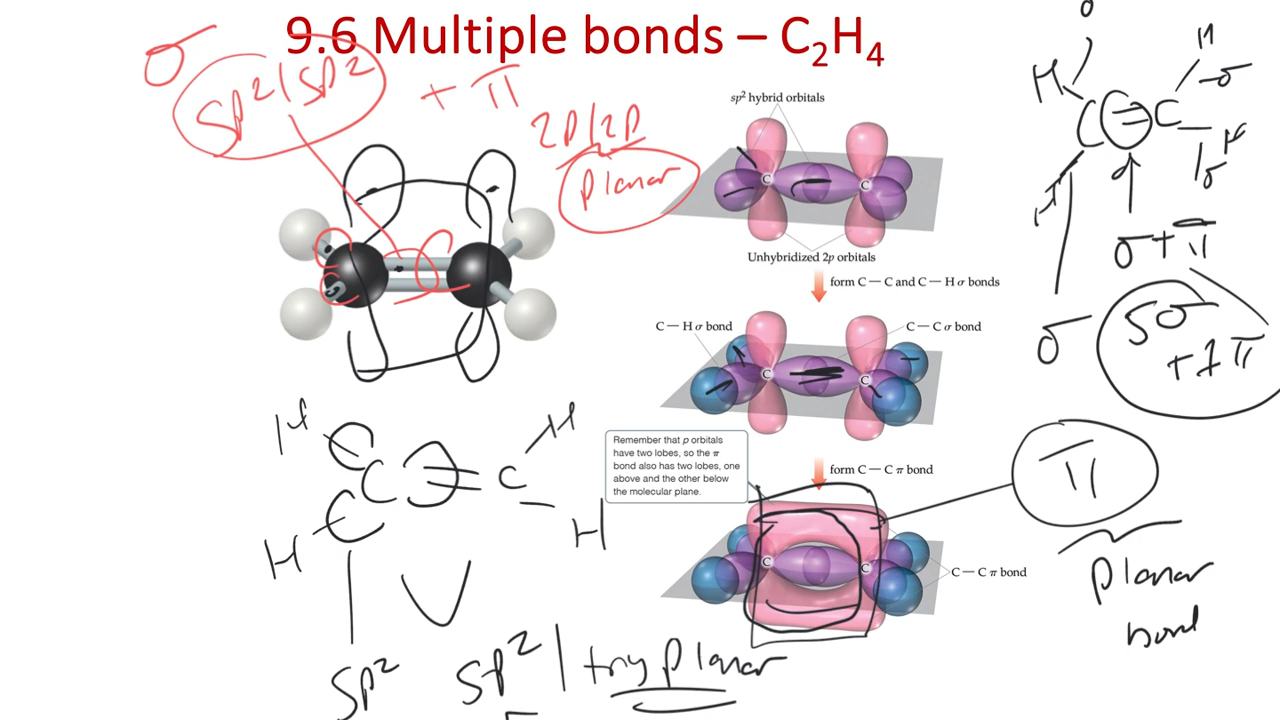 9.6 Multiple bonds – C₂H₄
σ
sp²/sp²
+ π
2p/2p
planar
sp² hybrid orbitals
C
C
Unhybridized 2p orbitals
form C—C and C—H σ bonds
C—H σ bond
C—C σ bond
C
C
Remember that p orbitals
have two lobes, so the π
bond also has two lobes, one
above and the other below
the molecular plane.
form C—C π bond
C
C
C—C π bond
H
H
σ
C = C
H
H
σ
σ + π
σ
5σ
+1π
π
planar
bond
H
H
C = C
H
H
sp²
sp² | try planar